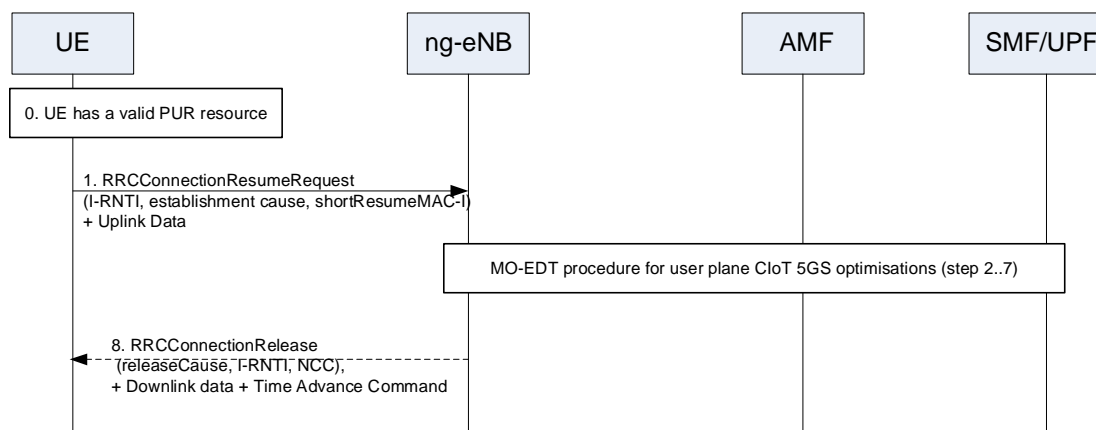 UE
ng-eNB
AMF
SMF/UPF
0. UE has a valid PUR resource
1. RRCConnectionResumeRequest
(I-RNTI, establishment cause, shortResumeMAC-I)
+ Uplink Data
MO-EDT procedure for user plane CIoT 5GS optimisations (step 2..7)
8. RRCConnectionRelease
(releaseCause, I-RNTI, NCC),
+ Downlink data + Time Advance Command